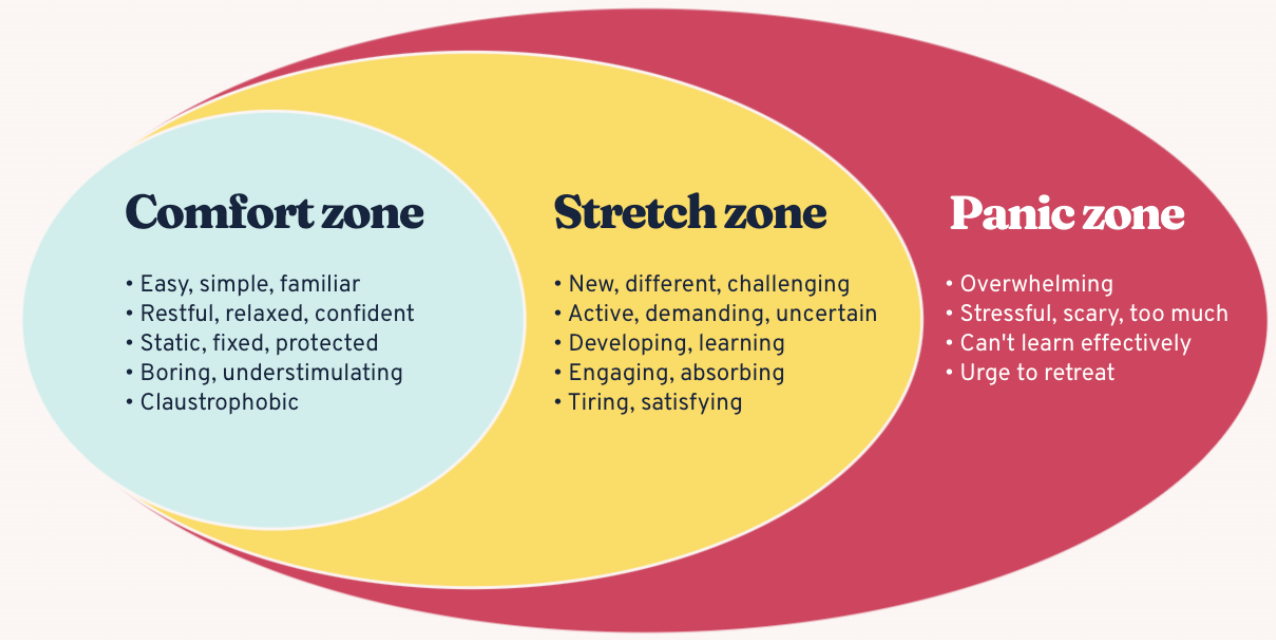 Comfort zone
• Easy, simple, familiar
• Restful, relaxed, confident
• Static, fixed, protected
• Boring, understimulating
• Claustrophobic
Stretch zone
• New, different, challenging
• Active, demanding, uncertain
• Developing, learning
• Engaging, absorbing
• Tiring, satisfying
Panic zone
• Overwhelming
• Stressful, scary, too much
• Can't learn effectively
• Urge to retreat